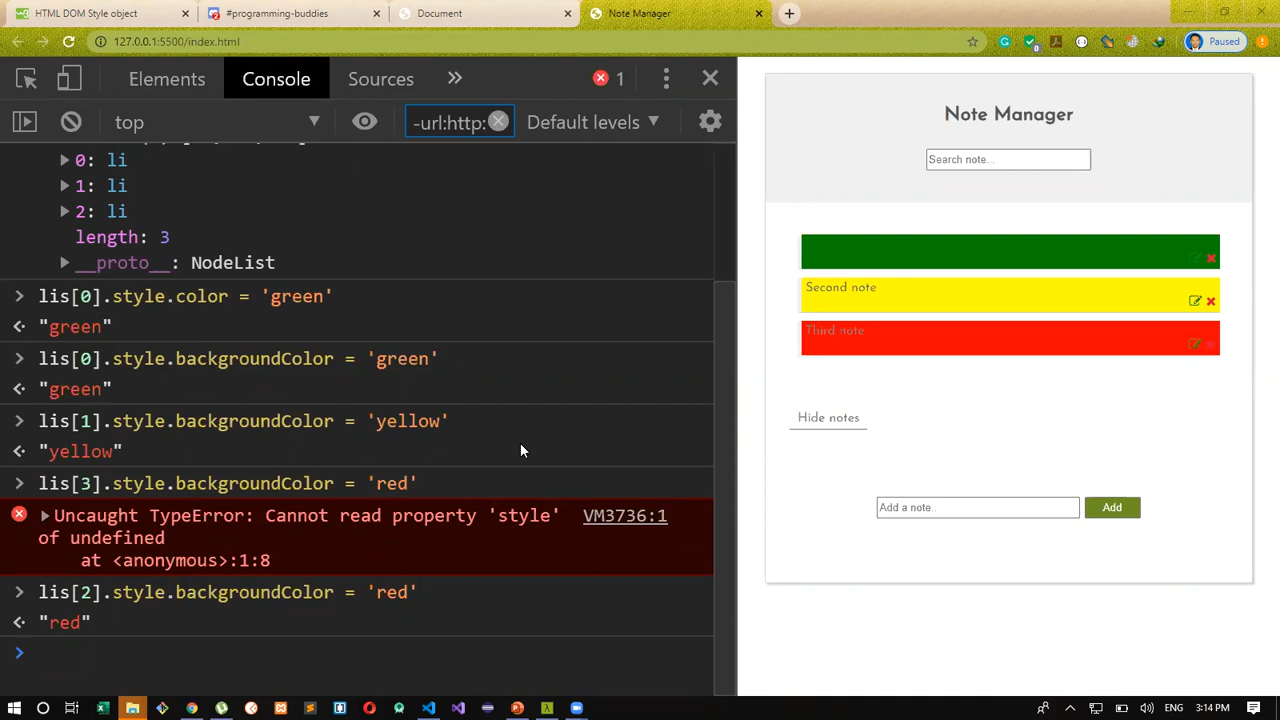 HTML DOM Style object
#programming-buddies
Document
Note Manager
127.0.0.1:5500/index.html
Paused
Elements
Console
Sources
1
top
-url:http:
Default levels
0: li
1: li
2: li
length: 3
__proto__: NodeList
lis[0].style.color = 'green'
"green"
lis[0].style.backgroundColor = 'green'
"green"
lis[1].style.backgroundColor = 'yellow'
"yellow"
lis[3].style.backgroundColor = 'red'
Uncaught TypeError: Cannot read property 'style' VM3736:1
of undefined
at <anonymous>:1:8
lis[2].style.backgroundColor = 'red'
"red"
Note Manager
Search note...
Second note
Third note
Hide notes
Add a note..
Add
ENG
3:14 PM